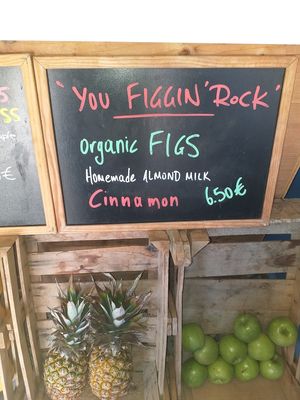 "YOU FIGGIN' ROCK'
organic FIGS
Homemade ALMOND MILK
Cinnamon 6.50€